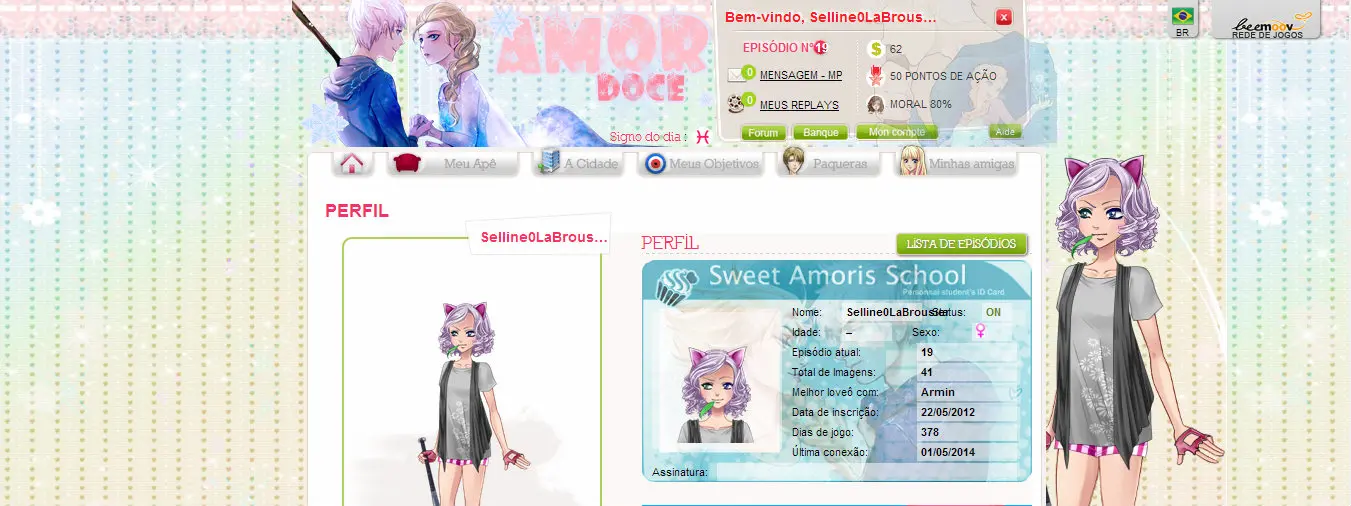 Bem-vindo, Selline0LaBrous...
x
AMOR
DOCE
EPISÓDIO N°19
62
0 MENSAGEM - MP
50 PONTOS DE AÇÃO
0 MEUS REPLAYS
MORAL 80%
Signo do dia :
Forum
Banque
Mon compte
Aide
BR
beemoov
REDE DE JOGOS
Meu Apê
A Cidade
Meus Objetivos
Paqueras
Minhas amigas
PERFIL
Selline0LaBrous...
PERFIL
LISTA DE EPISÓDIOS
Sweet Amoris School
Personnal student's ID Card
Nome: Selline0LaBrousse Status: ON
Idade: – Sexo:
Episódio atual: 19
Total de Imagens: 41
Melhor loveô com: Armin
Data de inscrição: 22/05/2012
Dias de jogo: 378
Última conexão: 01/05/2014
Assinatura: